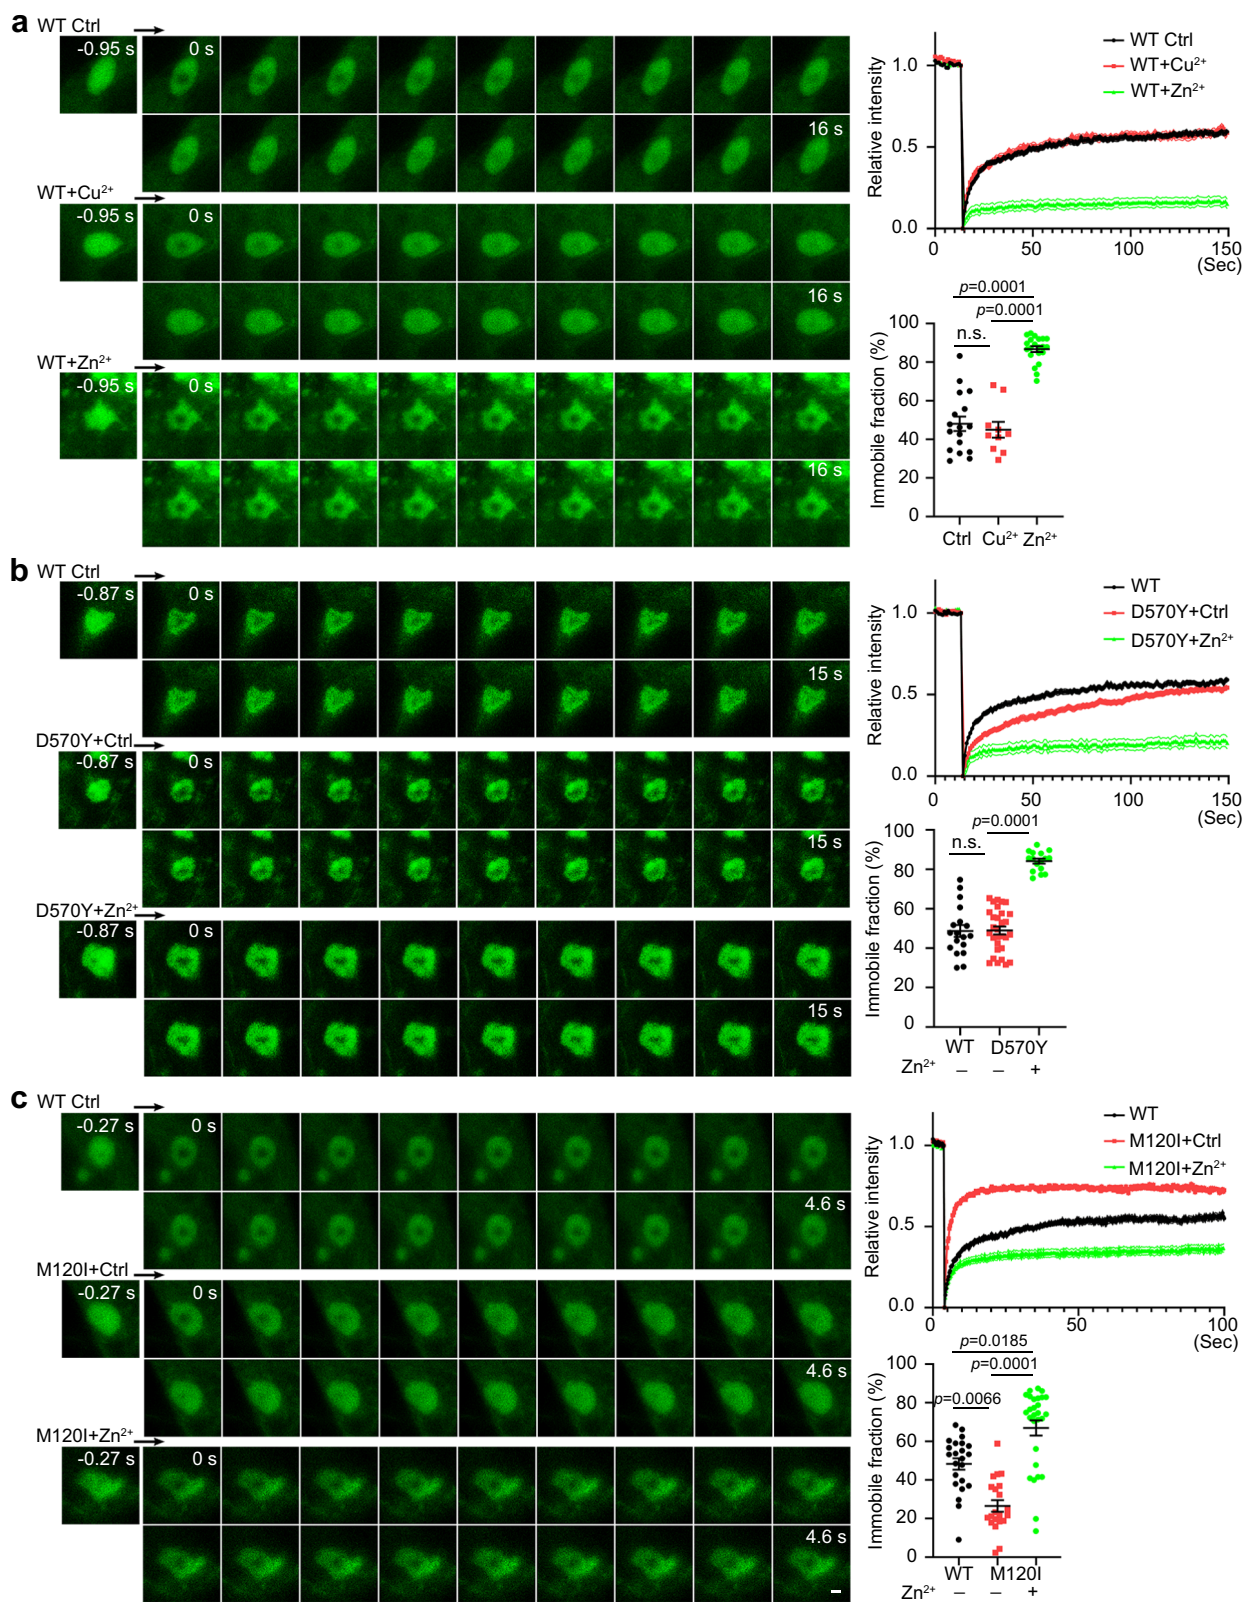 a
WT Ctrl
-0.95 s
0 s
16 s
WT+Cu²⁺
-0.95 s
0 s
16 s
WT+Zn²⁺
-0.95 s
0 s
16 s
Relative intensity
1.0
0.5
0.0
0
50
100
150
(Sec)
WT Ctrl
WT+Cu²⁺
WT+Zn²⁺
Immobile fraction (%)
100
80
60
40
20
0
p=0.0001
p=0.0001
n.s.
Ctrl Cu²⁺ Zn²⁺
b
WT Ctrl
-0.87 s
0 s
15 s
D570Y+Ctrl
-0.87 s
0 s
15 s
D570Y+Zn²⁺
-0.87 s
0 s
15 s
Relative intensity
1.0
0.5
0.0
0
50
100
150
(Sec)
WT
D570Y+Ctrl
D570Y+Zn²⁺
Immobile fraction (%)
100
80
60
40
20
0
p=0.0001
n.s.
WT D570Y
Zn²⁺ – – +
c
WT Ctrl
-0.27 s
0 s
4.6 s
M120I+Ctrl
-0.27 s
0 s
4.6 s
M120I+Zn²⁺
-0.27 s
0 s
4.6 s
Relative intensity
1.0
0.5
0.0
0
50
100
(Sec)
WT
M120I+Ctrl
M120I+Zn²⁺
Immobile fraction (%)
100
80
60
40
20
0
p=0.0185
p=0.0001
p=0.0066
WT M120I
Zn²⁺ – – +